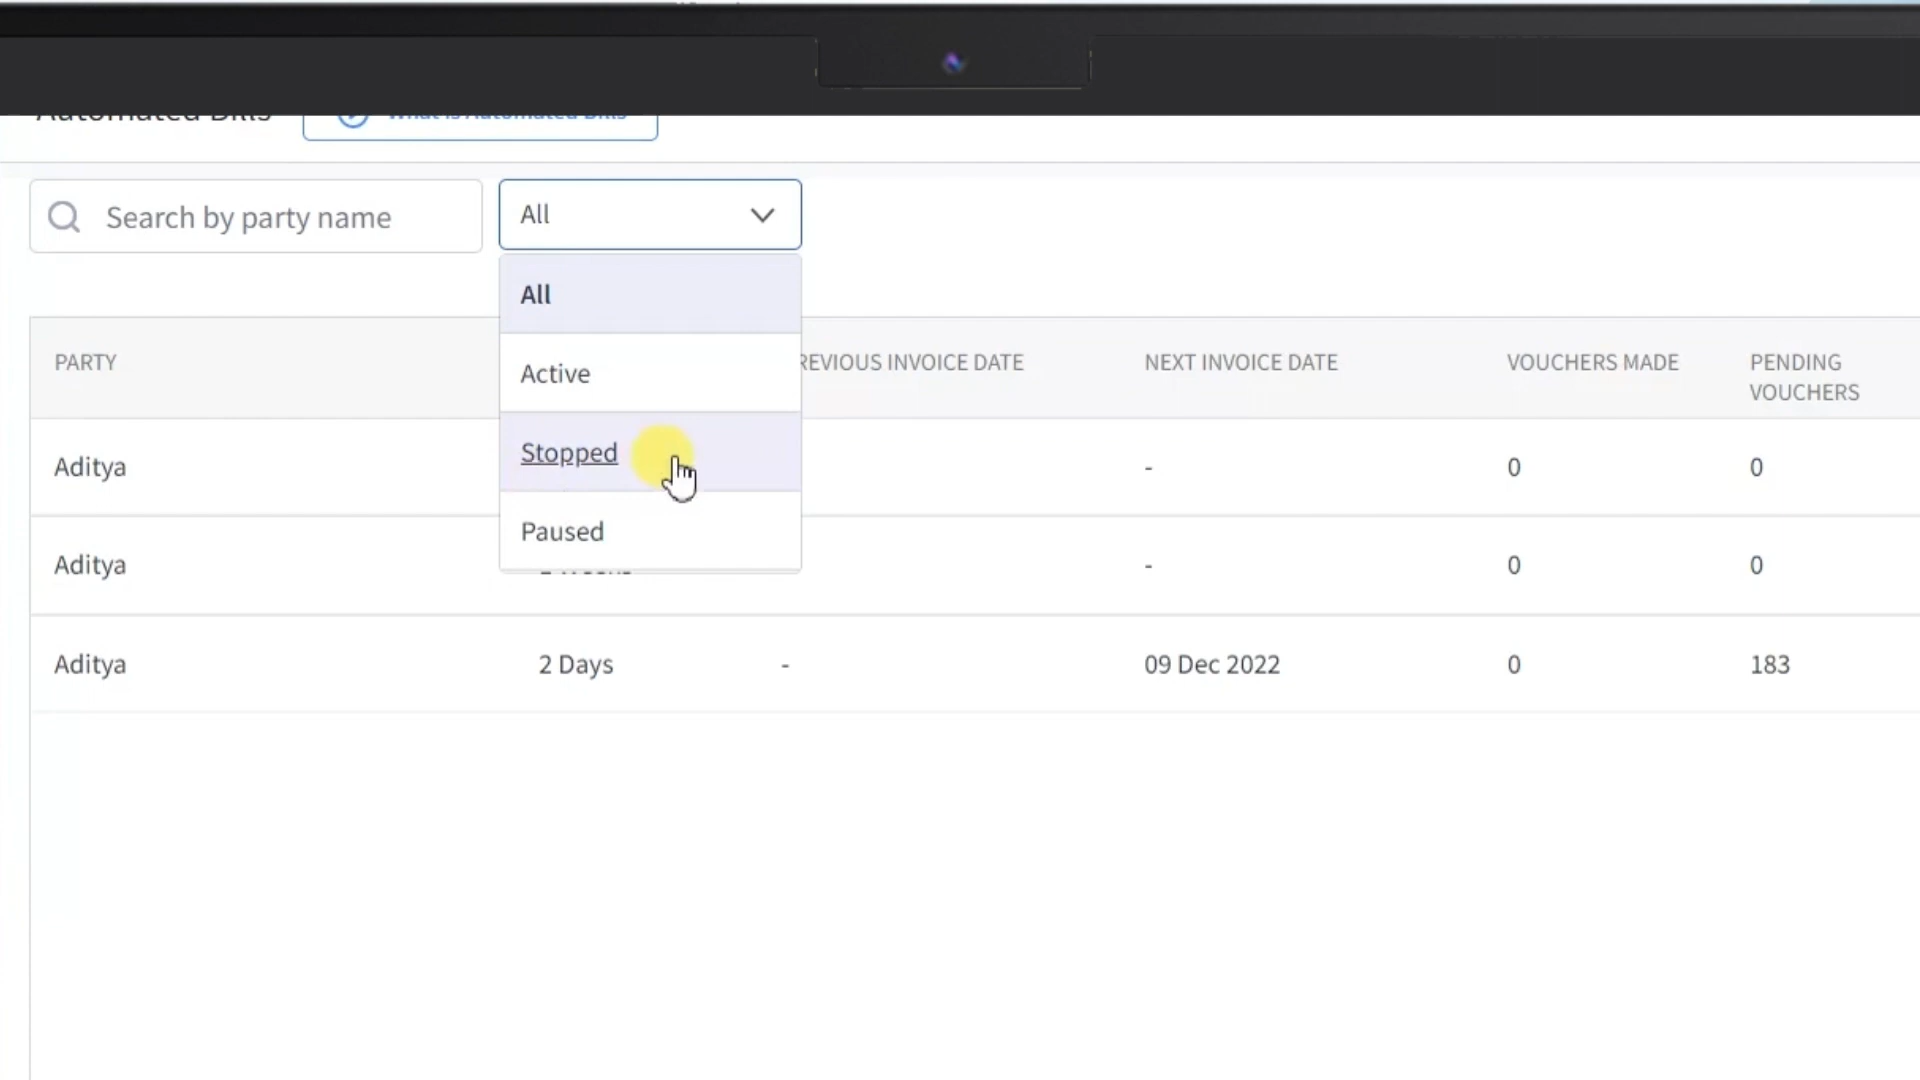 Automated Bills
What is Automated Bills
Search by party name
All
All
Active
Stopped
Paused
PARTY
REVIOUS INVOICE DATE
NEXT INVOICE DATE
VOUCHERS MADE
PENDING
VOUCHERS
Aditya
-
0
0
Aditya
-
0
0
Aditya
2 Days
-
09 Dec 2022
0
183